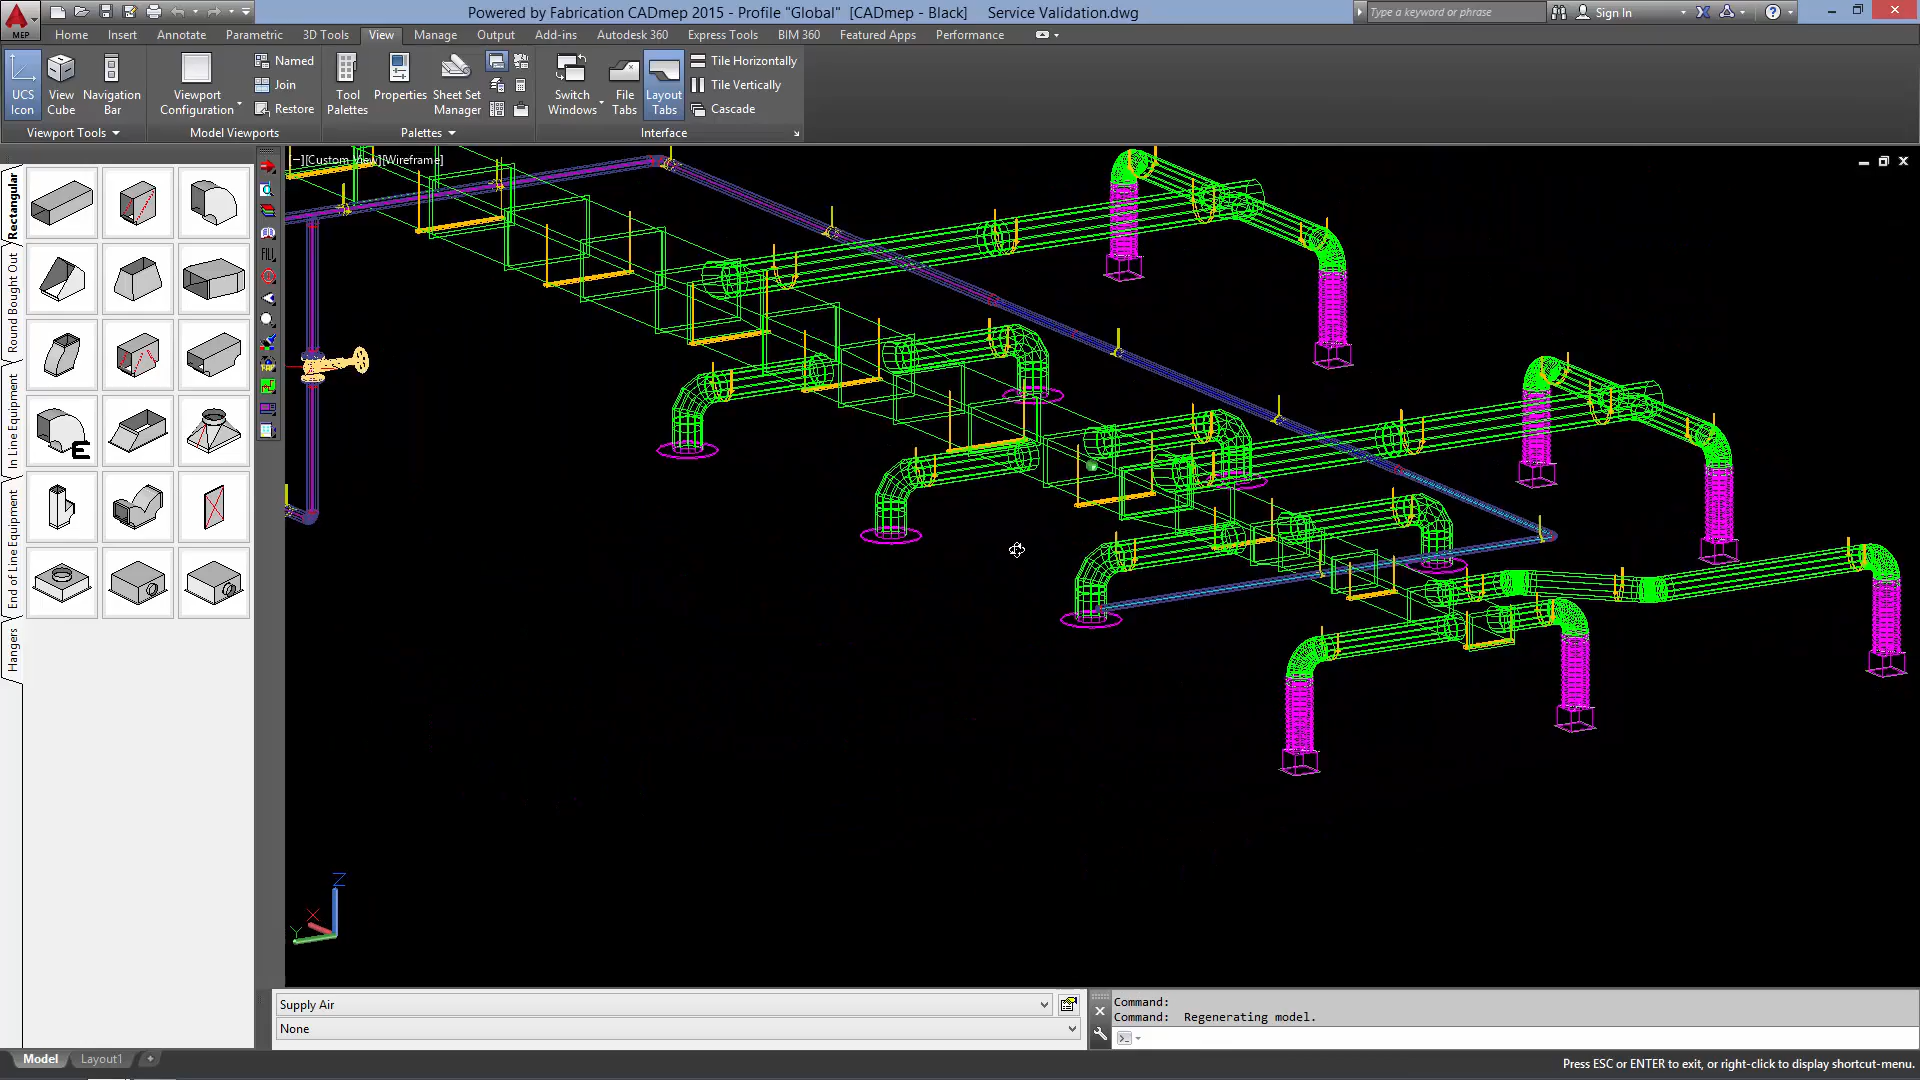 Powered by Fabrication CADmep 2015 - Profile "Global" [CADmep - Black] Service Validation.dwg
Type a keyword or phrase
Sign In
MEP
Home Insert Annotate Parametric 3D Tools View Manage Output Add-ins Autodesk 360 Express Tools BIM 360 Featured Apps Performance
UCS Icon
View Cube
Navigation Bar
Viewport Configuration
Named
Join
Restore
Tool Palettes
Properties
Sheet Set Manager
Switch Windows
File Tabs
Layout Tabs
Tile Horizontally
Tile Vertically
Cascade
Viewport Tools
Model Viewports
Palettes
Interface
Rectangular
Round Bought Out
In Line Equipment
End of Line Equipment
Hangers
E
FILL
−][Custom View][Wireframe]
Z
X
Y
Supply Air
None
Command:
Command: Regenerating model.
Model
Layout1
Press ESC or ENTER to exit, or right-click to display shortcut-menu.